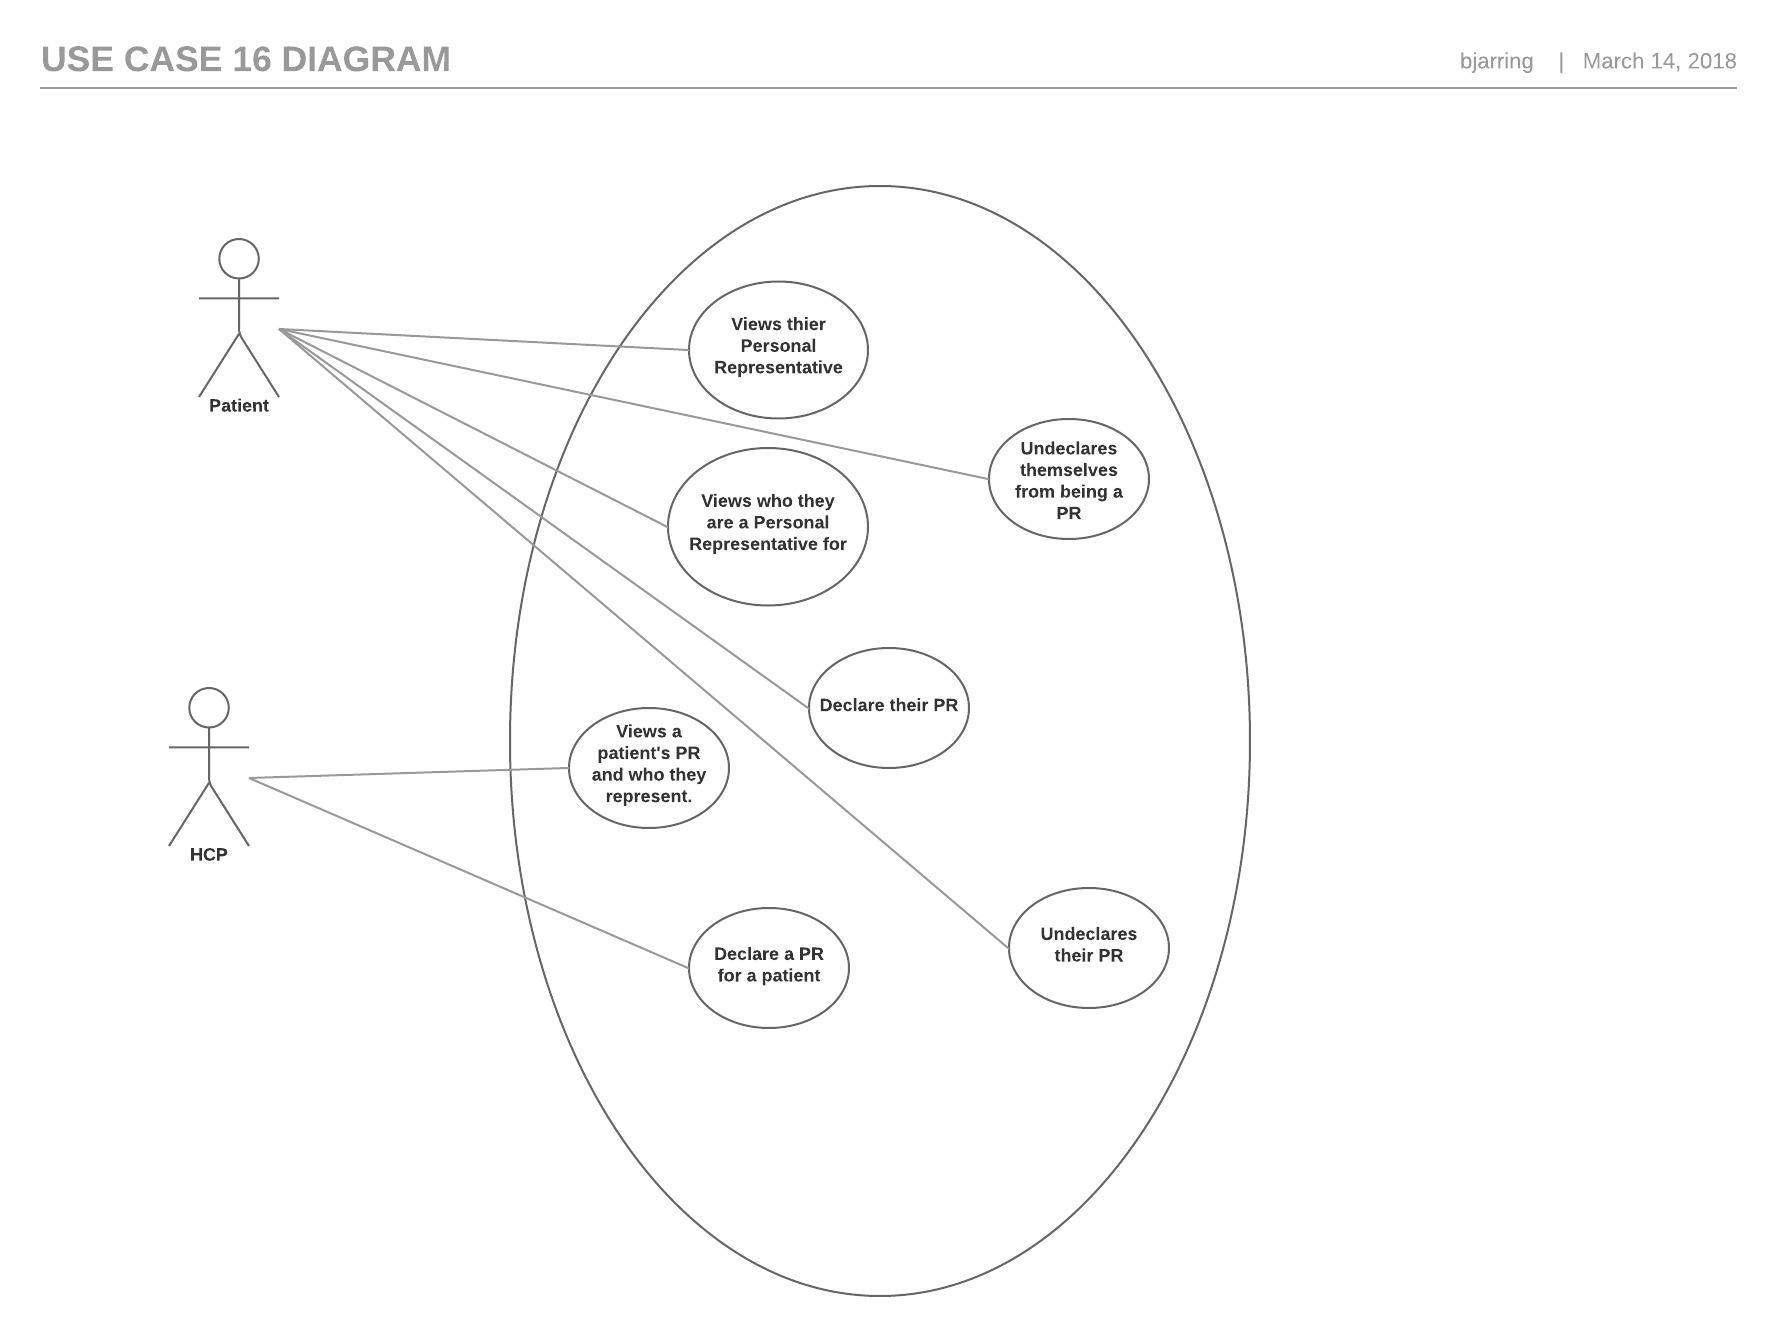 USE CASE 16 DIAGRAM
bjarring | March 14, 2018
Patient
Views thier
Personal
Representative
Undeclares
themselves
from being a
PR
Views who they
are a Personal
Representative for
Declare their PR
HCP
Views a
patient's PR
and who they
represent.
Undeclares
their PR
Declare a PR
for a patient